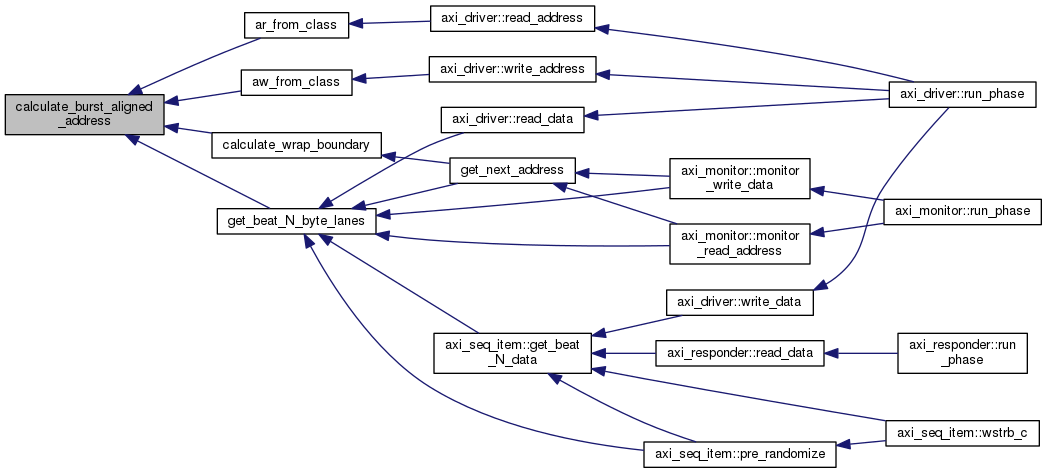 calculate_burst_aligned
_address
ar_from_class
aw_from_class
calculate_wrap_boundary
get_beat_N_byte_lanes
axi_driver::read_address
axi_driver::write_address
axi_driver::read_data
get_next_address
axi_seq_item::get_beat
_N_data
axi_monitor::monitor
_write_data
axi_monitor::monitor
_read_address
axi_driver::write_data
axi_responder::read_data
axi_seq_item::pre_randomize
axi_driver::run_phase
axi_monitor::run_phase
axi_responder::run
_phase
axi_seq_item::wstrb_c